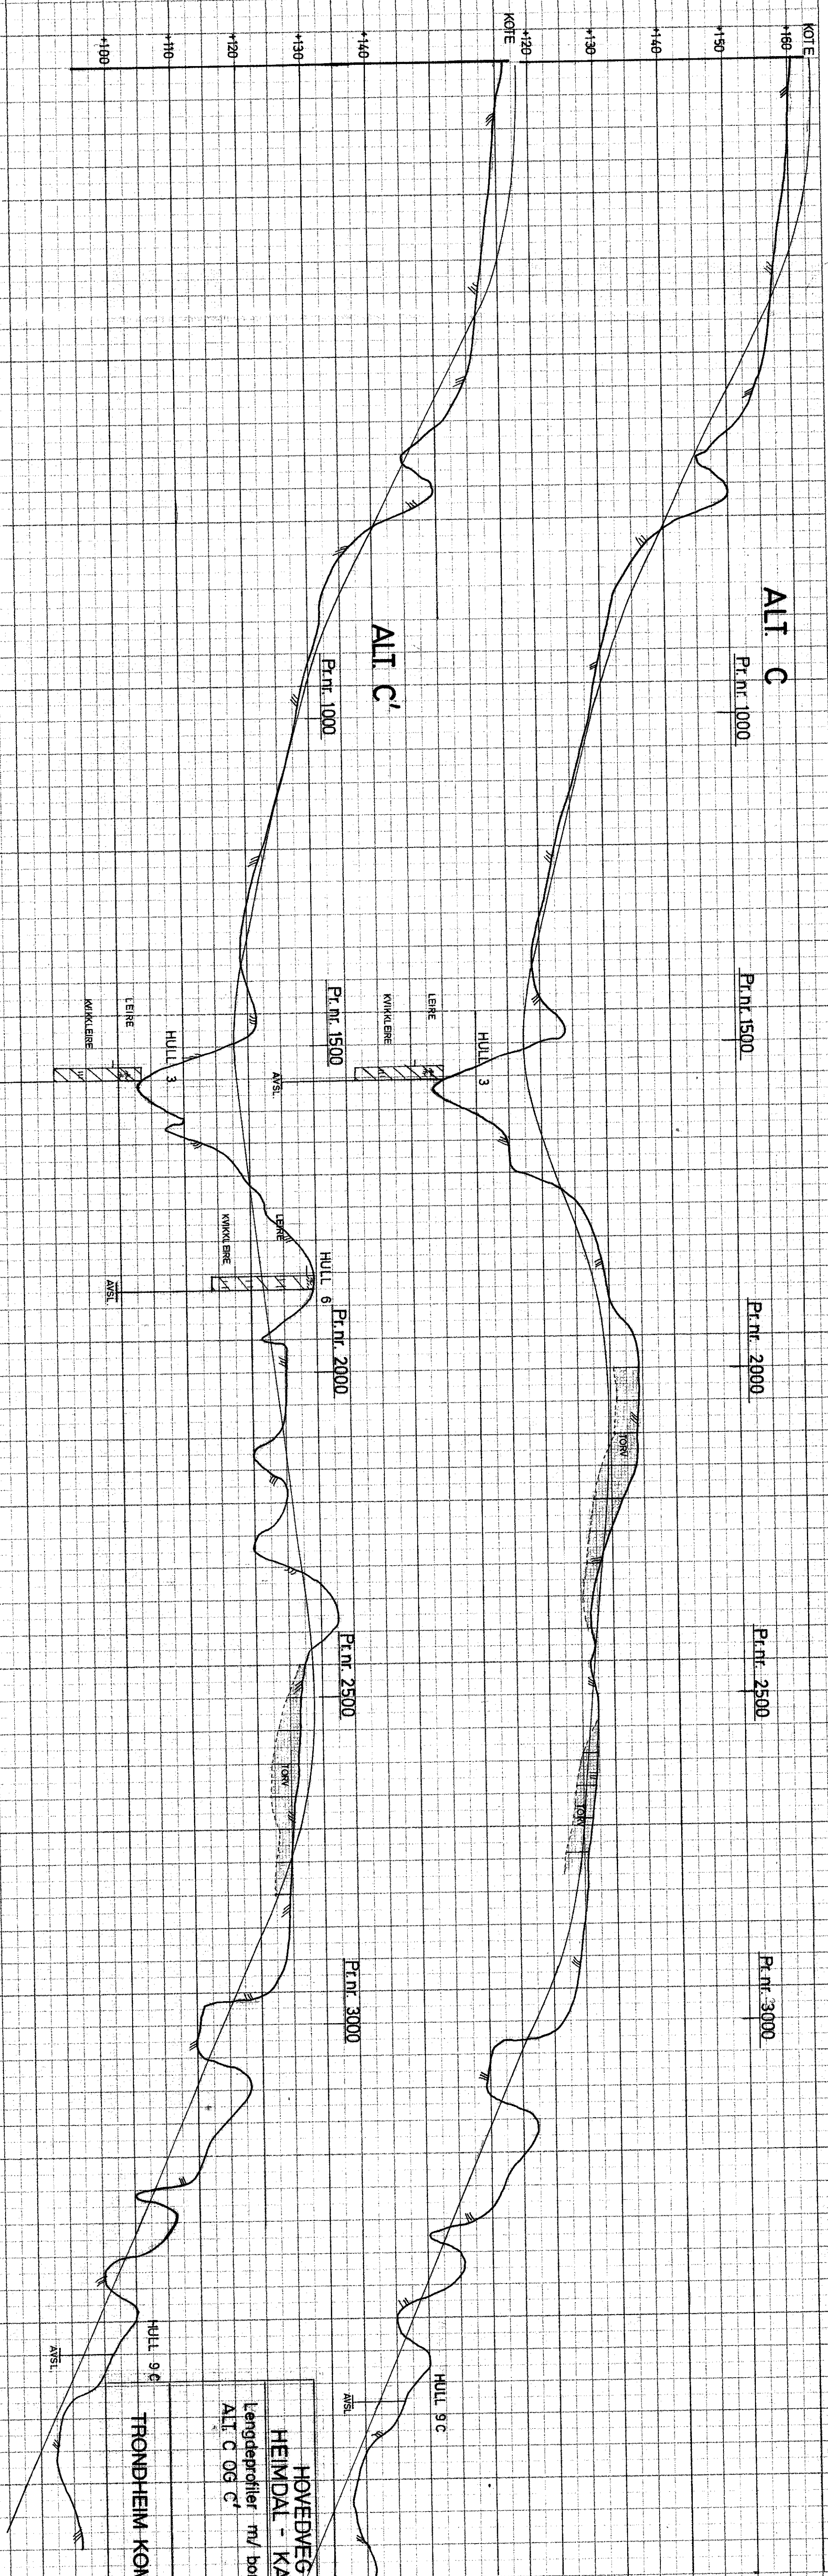 KOTE
+160
+150
+140
+130
+120
ALT. C
Pr. nr. 1000
Pr. nr. 1500
Pr. nr. 2000
Pr. nr. 2500
Pr. nr. 3000
HULL 3
LEIRE
KVIKKLEIRE
AVSL.
TORV
TORV
HULL 9C
AVSL.
KOTE
+140
+130
+120
+110
+100
ALT. C'
Pr. nr. 1000
Pr. nr. 1500
Pr. nr. 2000
Pr. nr. 2500
Pr. nr. 3000
HULL 3
LEIRE
KVIKKLEIRE
HULL 6
LEIRE
KVIKKLEIRE
AVSL.
TORV
HULL 9C
AVSL.
HOVEDVEG
HEIMDAL - KA
Lengdeprofiler m/ bo
ALT. C OG C'
TRONDHEIM KOM